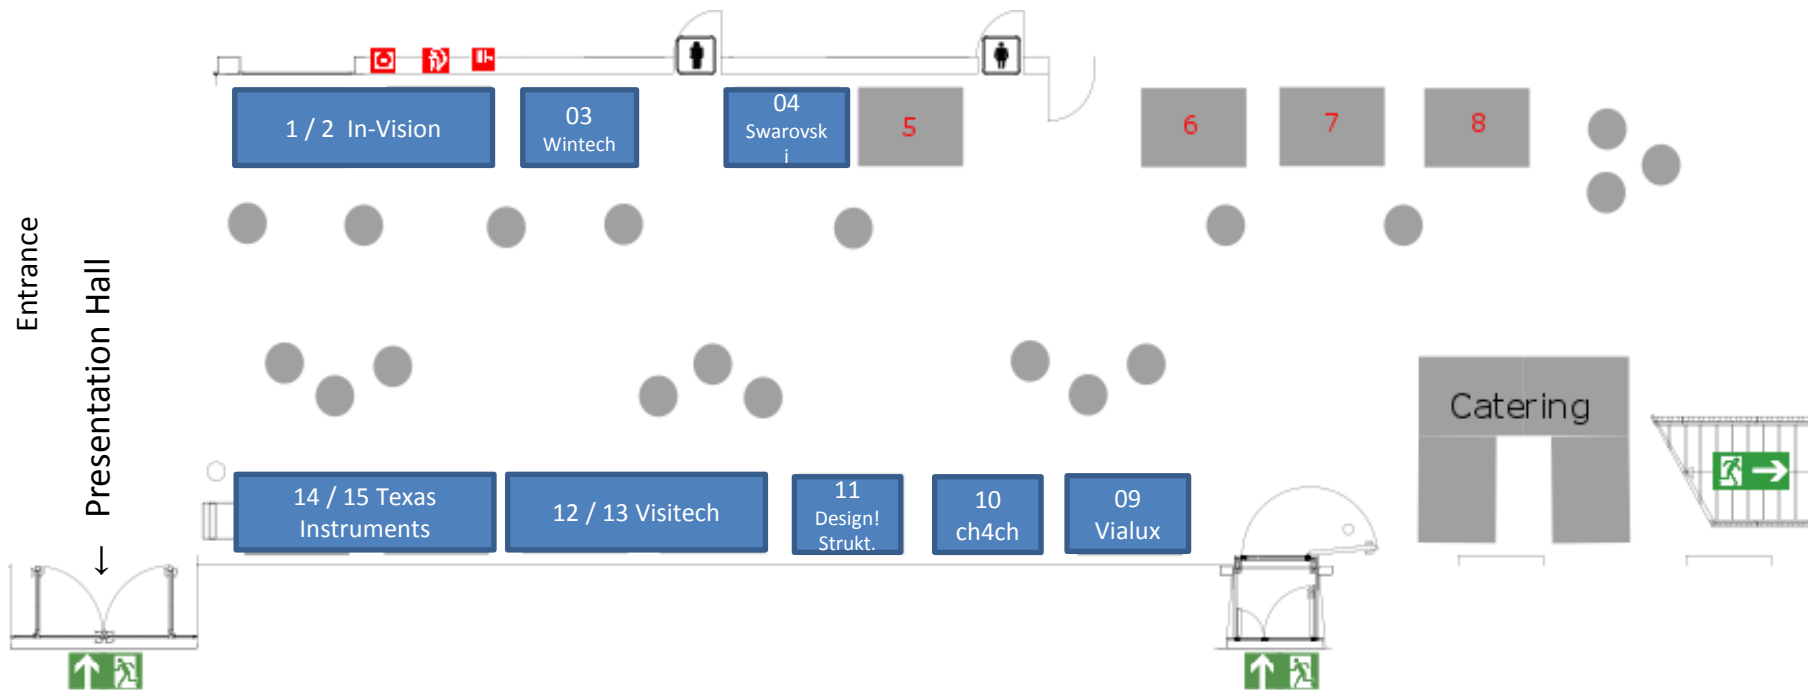 1 / 2 In-Vision
03
Wintech
04
Swarovsk
i
5
6
7
8
Entrance
← Presentation Hall
Catering
14 / 15 Texas
Instruments
12 / 13 Visitech
11
Design!
Strukt.
10
ch4ch
09
Vialux